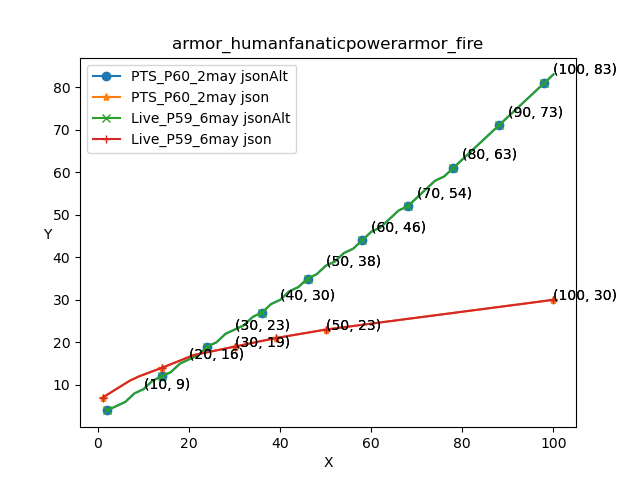 armor_humanfanaticpowerarmor_fire
PTS_P60_2may jsonAlt
PTS_P60_2may json
Live_P59_6may jsonAlt
Live_P59_6may json
(100, 83)
(90, 73)
(80, 63)
(70, 54)
(60, 46)
(50, 38)
(40, 30)
(100, 30)
(30, 23)
(50, 23)
(30, 19)
(20, 16)
(10, 9)
80
70
60
50
40
30
20
10
Y
0 20 40 60 80 100
X